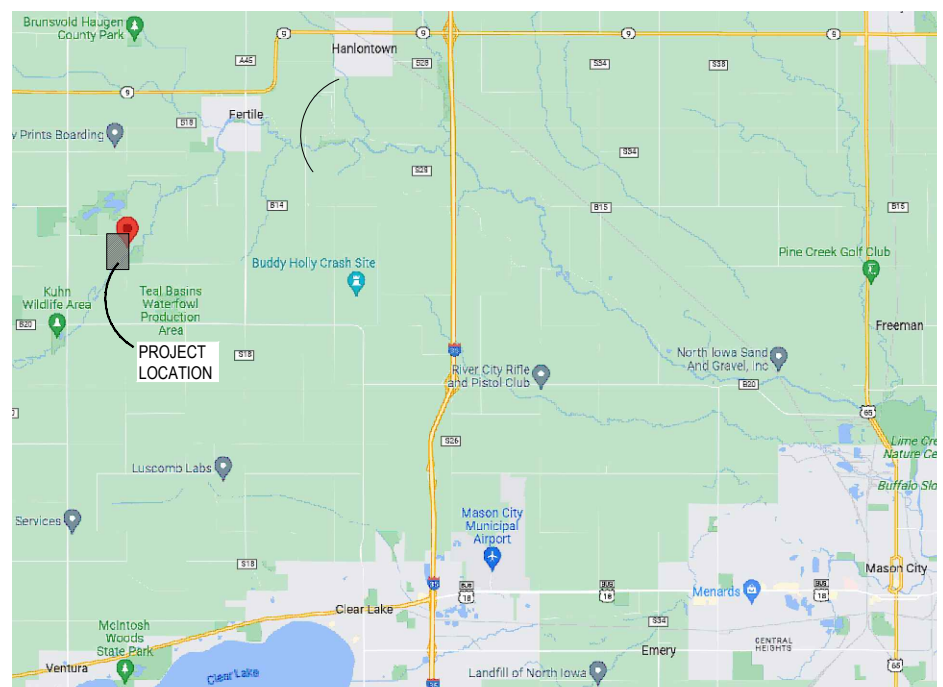 Brunsvold Haugen
County Park
9
Hanlontown
9
9
9
A45
S28
S34
S38
9
Fertile
S18
y Prints Boarding
S34
S28
B14
B15
B15
Pine Creek Golf Club
Buddy Holly Crash Site
Kuhn
Wildlife Area
Teal Basins
Waterfowl
Production
Area
B20
Freeman
PROJECT
LOCATION
S18
35
North Iowa Sand
And Gravel, Inc
River City Rifle
and Pistol Club
B20
65
S26
Lime Cre
Nature Ce
Luscomb Labs
Buffalo Slo
Services
Mason City
Municipal
Airport
S18
Mason City
35
BUS
18
BUS
18
Menards
BUS
18
Clear Lake
S34
McIntosh
Woods
State Park
Emery
CENTRAL
HEIGHTS
Ventura
Clear Lake
Landfill of North Iowa
65
35